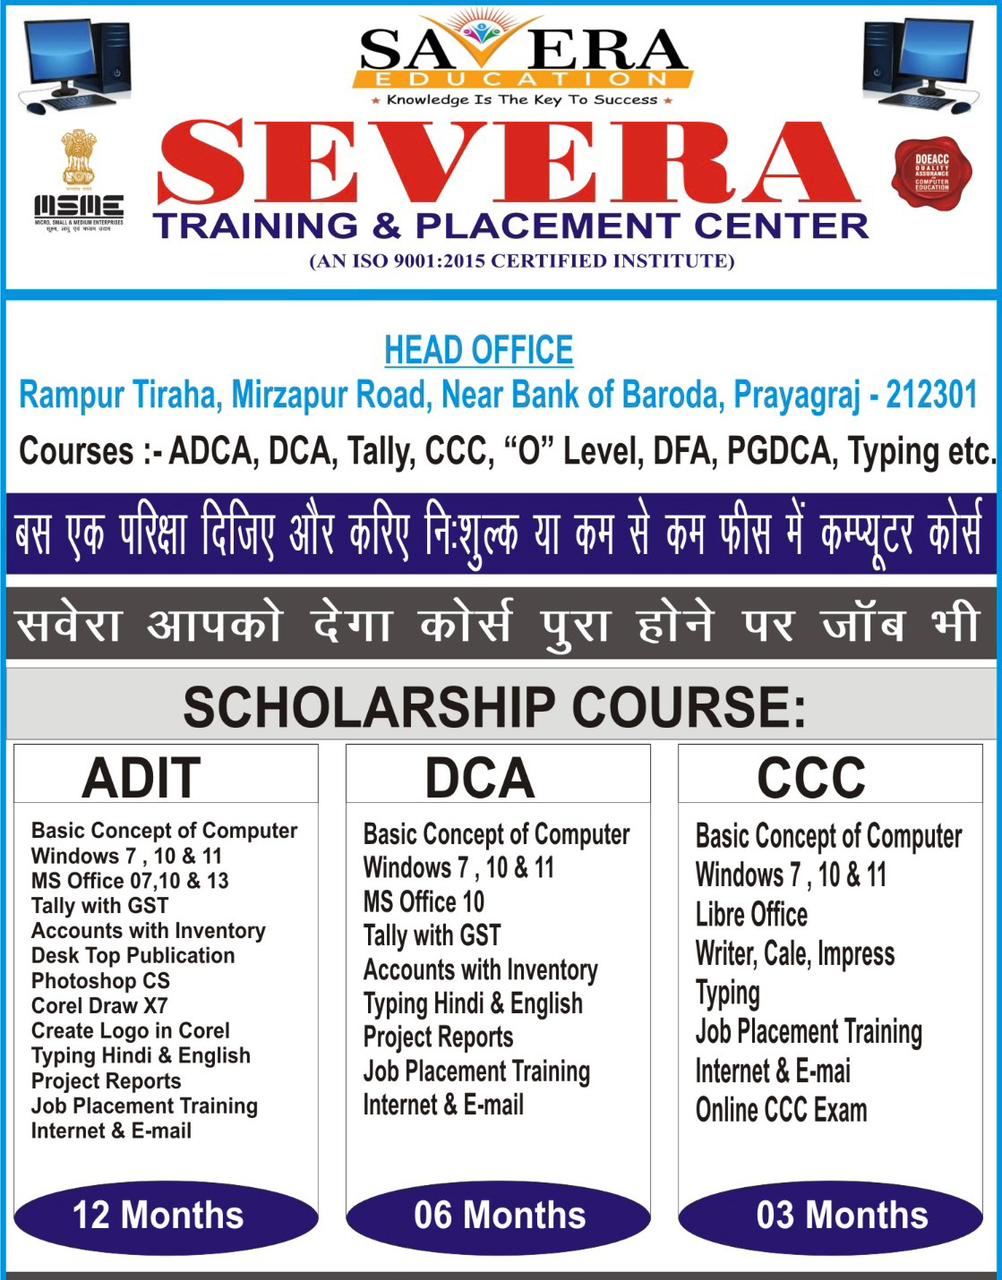 SAVERA
EDUCATION
Knowledge Is The Key To Success
SEVERA
TRAINING & PLACEMENT CENTER
(AN ISO 9001:2015 CERTIFIED INSTITUTE)
MSME
MICRO, SMALL & MEDIUM ENTERPRISES
सूक्ष्म, लघु एवं मध्यम उद्यम
DOEACC
QUALITY
ASSURANCE
IN
COMPUTER
EDUCATION
HEAD OFFICE
Rampur Tiraha, Mirzapur Road, Near Bank of Baroda, Prayagraj - 212301
Courses :- ADCA, DCA, Tally, CCC, “O” Level, DFA, PGDCA, Typing etc.
बस एक परिक्षा दिजिए और करिए नि:शुल्क या कम से कम फीस में कम्प्यूटर कोर्स
सवेरा आपको देगा कोर्स पुरा होने पर जॉब भी
SCHOLARSHIP COURSE:
ADIT
Basic Concept of Computer
Windows 7 , 10 & 11
MS Office 07,10 & 13
Tally with GST
Accounts with Inventory
Desk Top Publication
Photoshop CS
Corel Draw X7
Create Logo in Corel
Typing Hindi & English
Project Reports
Job Placement Training
Internet & E-mail
12 Months
DCA
Basic Concept of Computer
Windows 7 , 10 & 11
MS Office 10
Tally with GST
Accounts with Inventory
Typing Hindi & English
Project Reports
Job Placement Training
Internet & E-mail
06 Months
CCC
Basic Concept of Computer
Windows 7 , 10 & 11
Libre Office
Writer, Cale, Impress
Typing
Job Placement Training
Internet & E-mai
Online CCC Exam
03 Months